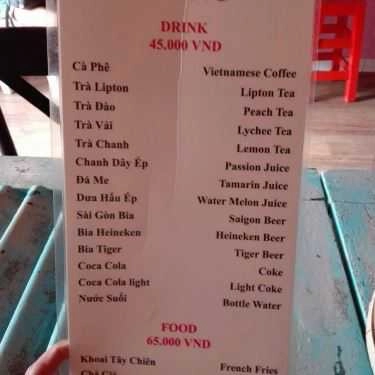 DRINK
45.000 VND
Cà Phê Vietnamese Coffee
Trà Lipton Lipton Tea
Trà Đào Peach Tea
Trà Vải Lychee Tea
Trà Chanh Lemon Tea
Chanh Dây Ép Passion Juice
Đá Me Tamarin Juice
Dưa Hấu Ép Water Melon Juice
Sài Gòn Bia Saigon Beer
Bia Heineken Heineken Beer
Bia Tiger Tiger Beer
Coca Cola Coke
Coca Cola light Light Coke
Nước Suối Bottle Water
FOOD
65.000 VND
Khoai Tây Chiên French Fries